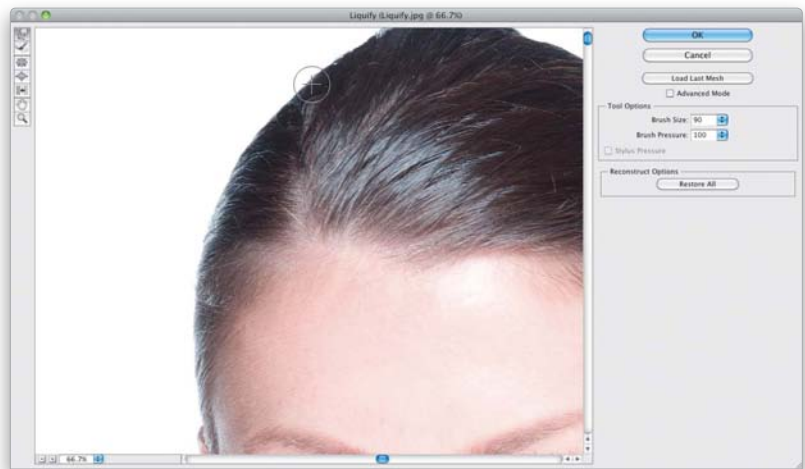 Liquify (Liquify.jpg @ 66.7%)
OK
Cancel
Load Last Mesh
Advanced Mode
Tool Options
Brush Size: 90
Brush Pressure: 100
Stylus Pressure
Reconstruct Options
Restore All
66.7%